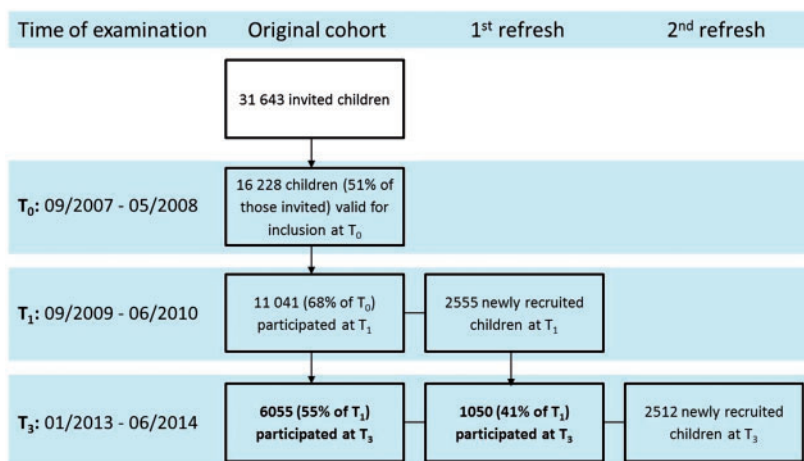 Time of examination Original cohort 1st refresh 2nd refresh
31 643 invited children
T0: 09/2007 - 05/2008
16 228 children (51% of
those invited) valid for
inclusion at T0
T1: 09/2009 - 06/2010
11 041 (68% of T0)
participated at T1
2555 newly recruited
children at T1
T3: 01/2013 - 06/2014
6055 (55% of T1)
participated at T3
1050 (41% of T1)
participated at T3
2512 newly recruited
children at T3